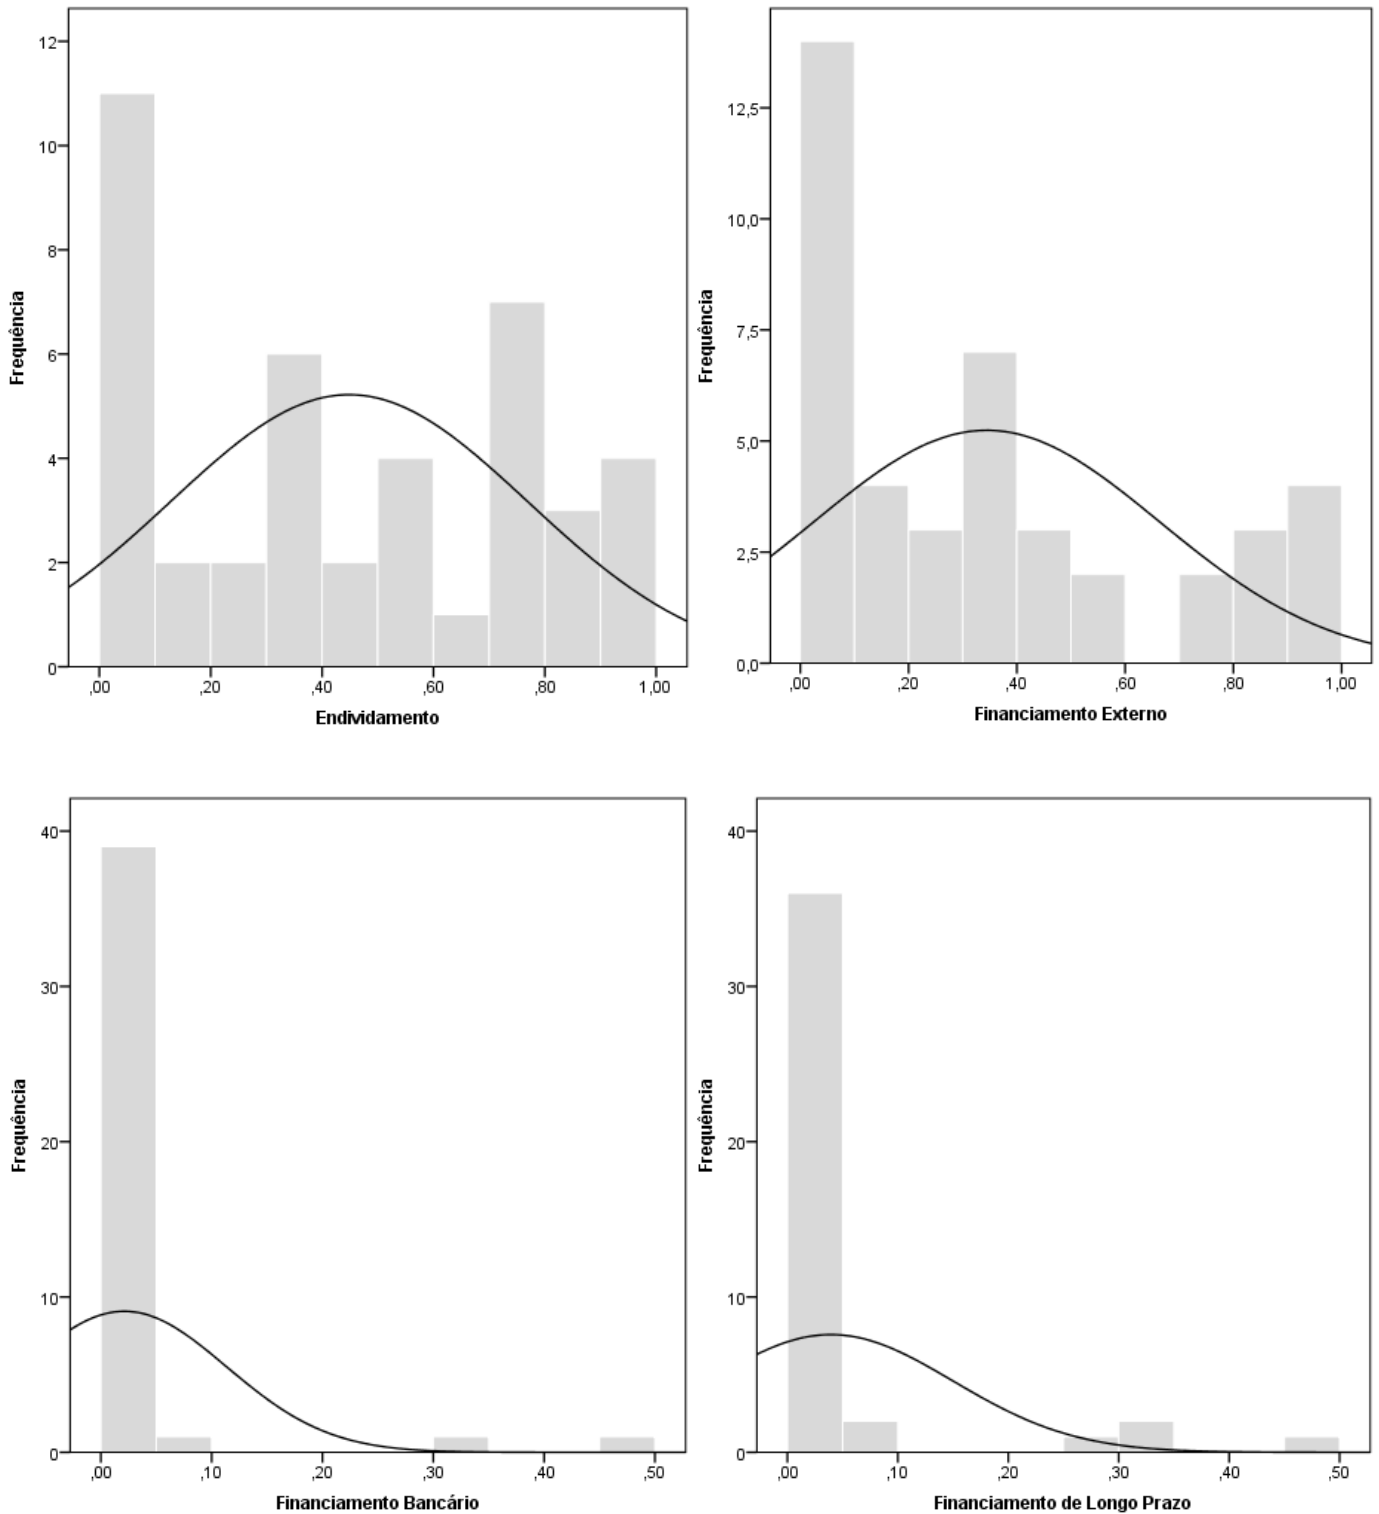 12
10
8
6
4
2
0
Frequência
,00 ,20 ,40 ,60 ,80 1,00
Endividamento
12,5
10,0
7,5
5,0
2,5
0,0
Frequência
,00 ,20 ,40 ,60 ,80 1,00
Financiamento Externo
40
30
20
10
0
Frequência
,00 ,10 ,20 ,30 ,40 ,50
Financiamento Bancário
40
30
20
10
0
Frequência
,00 ,10 ,20 ,30 ,40 ,50
Financiamento de Longo Prazo